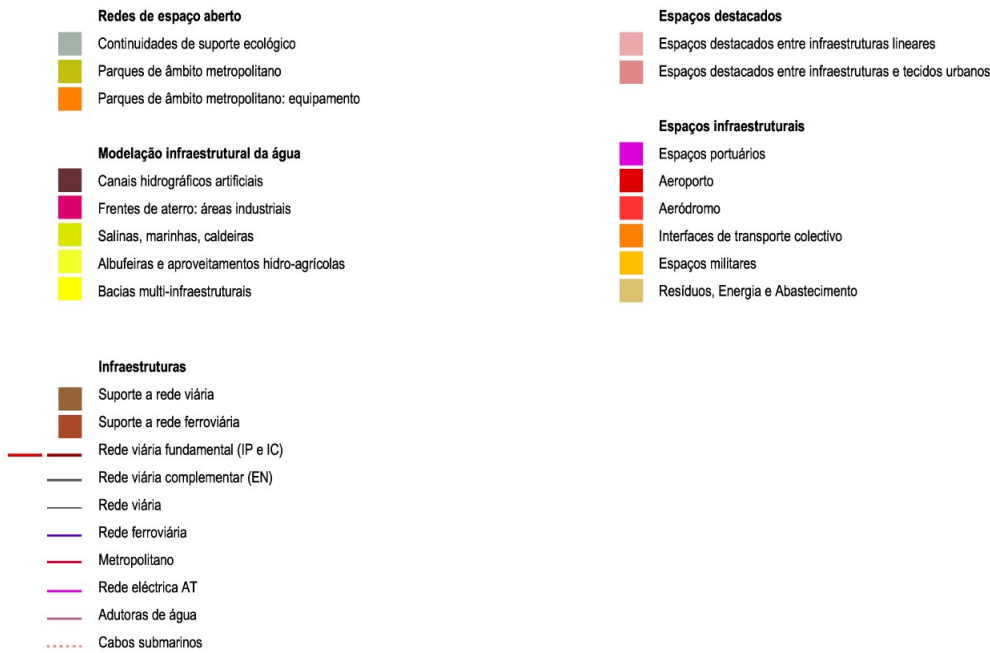 Redes de espaço aberto
Continuidades de suporte ecológico
Parques de âmbito metropolitano
Parques de âmbito metropolitano: equipamento
Modelação infraestrutural da água
Canais hidrográficos artificiais
Frentes de aterro: áreas industriais
Salinas, marinhas, caldeiras
Albufeiras e aproveitamentos hidro-agrícolas
Bacias multi-infraestruturais
Infraestruturas
Suporte a rede viária
Suporte a rede ferroviária
Rede viária fundamental (IP e IC)
Rede viária complementar (EN)
Rede viária
Rede ferroviária
Metropolitano
Rede eléctrica AT
Adutoras de água
Cabos submarinos
Espaços destacados
Espaços destacados entre infraestruturas lineares
Espaços destacados entre infraestruturas e tecidos urbanos
Espaços infraestruturais
Espaços portuários
Aeroporto
Aeródromo
Interfaces de transporte colectivo
Espaços militares
Resíduos, Energia e Abastecimento